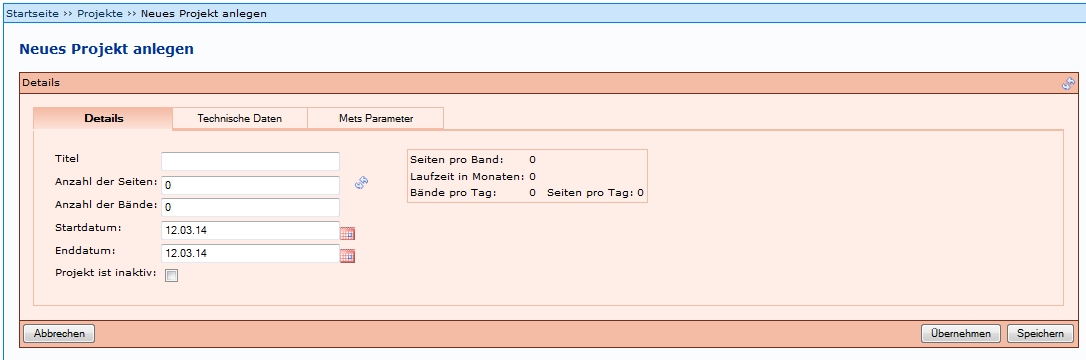 Startseite >> Projekte >> Neues Projekt anlegen
Neues Projekt anlegen
Details
Details Technische Daten Mets Parameter
Titel
Anzahl der Seiten: 0
Anzahl der Bände: 0
Startdatum: 12.03.14
Enddatum: 12.03.14
Projekt ist inaktiv:
Seiten pro Band: 0
Laufzeit in Monaten: 0
Bände pro Tag: 0 Seiten pro Tag: 0
Abbrechen Übernehmen Speichern